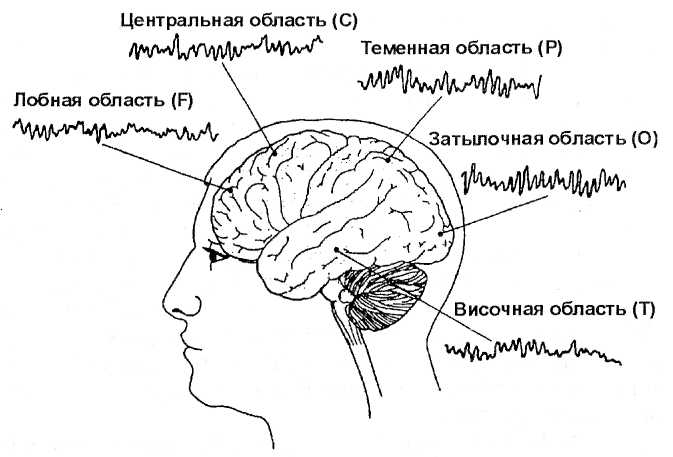 Центральная область (C)
Теменная область (P)
Лобная область (F)
Затылочная область (O)
Височная область (T)